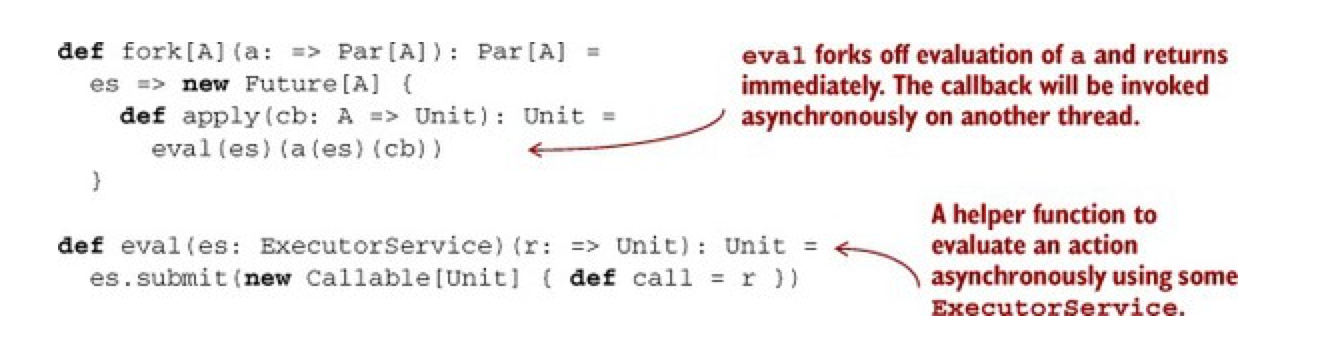 def fork[A](a: => Par[A]): Par[A] =
es => new Future[A] {
def apply(cb: A => Unit): Unit =
eval(es)(a(es)(cb))
}
eval forks off evaluation of a and returns
immediately. The callback will be invoked
asynchronously on another thread.
def eval(es: ExecutorService)(r: => Unit): Unit =
es.submit(new Callable[Unit] { def call = r })
A helper function to
evaluate an action
asynchronously using some
ExecutorService.